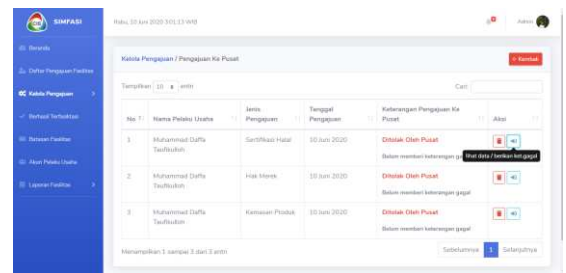 SIMFASI
Rabu, 10 Juni 2020 3:01:13 WIB
Admin
Beranda
Daftar Pengajuan Fasilitas
Kelola Pengajuan
Berhasil Terfasilitasi
Batasan Fasilitas
Akun Pelaku Usaha
Laporan Fasilitas
Kelola Pengajuan / Pengajuan Ke Pusat
Kembali
Tampilkan 10 entri
Cari:
No
Nama Pelaku Usaha
Jenis Pengajuan
Tanggal Pengajuan
Keterangan Pengajuan Ke Pusat
Aksi
1
Muhammad Daffa Taufiqulloh
Sertifikasi Halal
10 Juni 2020
Ditolak Oleh Pusat
Belum memberi keterangan
lihat data / berikan ket.gagal
2
Muhammad Daffa Taufiqulloh
Hak Merek
10 Juni 2020
Ditolak Oleh Pusat
Belum memberi keterangan gagal
3
Muhammad Daffa Taufiqulloh
Kemasan Produk
10 Juni 2020
Ditolak Oleh Pusat
Belum memberi keterangan gagal
Menampilkan 1 sampai 3 dari 3 entri
Sebelumnya 1 Selanjutnya